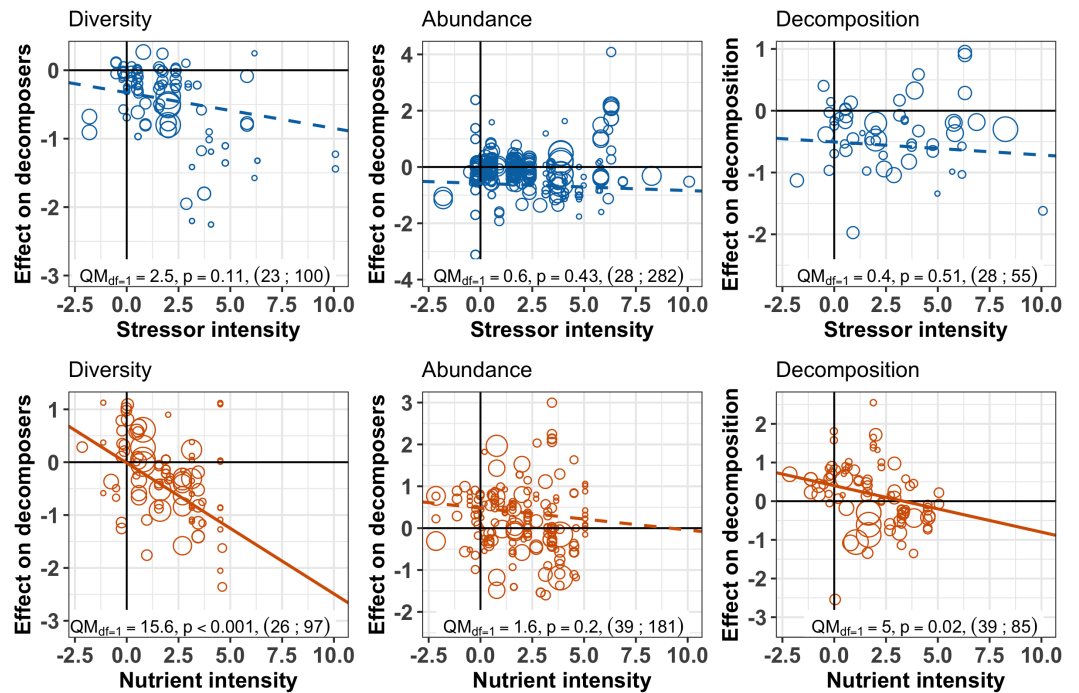 Diversity
Effect on decomposers
0
-1
-2
-3
QMdf=1 = 2.5, p = 0.11, (23 ; 100)
-2.5 0.0 2.5 5.0 7.5 10.0
Stressor intensity
Abundance
Effect on decomposers
4
2
0
-2
-4
QMdf=1 = 0.6, p = 0.43, (28 ; 282)
-2.5 0.0 2.5 5.0 7.5 10.0
Stressor intensity
Decomposition
Effect on decomposition
1
0
-1
-2
QMdf=1 = 0.4, p = 0.51, (28 ; 55)
-2.5 0.0 2.5 5.0 7.5 10.0
Stressor intensity
Diversity
Effect on decomposers
1
0
-1
-2
-3
QMdf=1 = 15.6, p < 0.001, (26 ; 97)
-2.5 0.0 2.5 5.0 7.5 10.0
Nutrient intensity
Abundance
Effect on decomposers
3
2
1
0
-1
-2
QMdf=1 = 1.6, p = 0.2, (39 ; 181)
-2.5 0.0 2.5 5.0 7.5 10.0
Nutrient intensity
Decomposition
Effect on decomposition
2
1
0
-1
-2
-3
QMdf=1 = 5, p = 0.02, (39 ; 85)
-2.5 0.0 2.5 5.0 7.5 10.0
Nutrient intensity